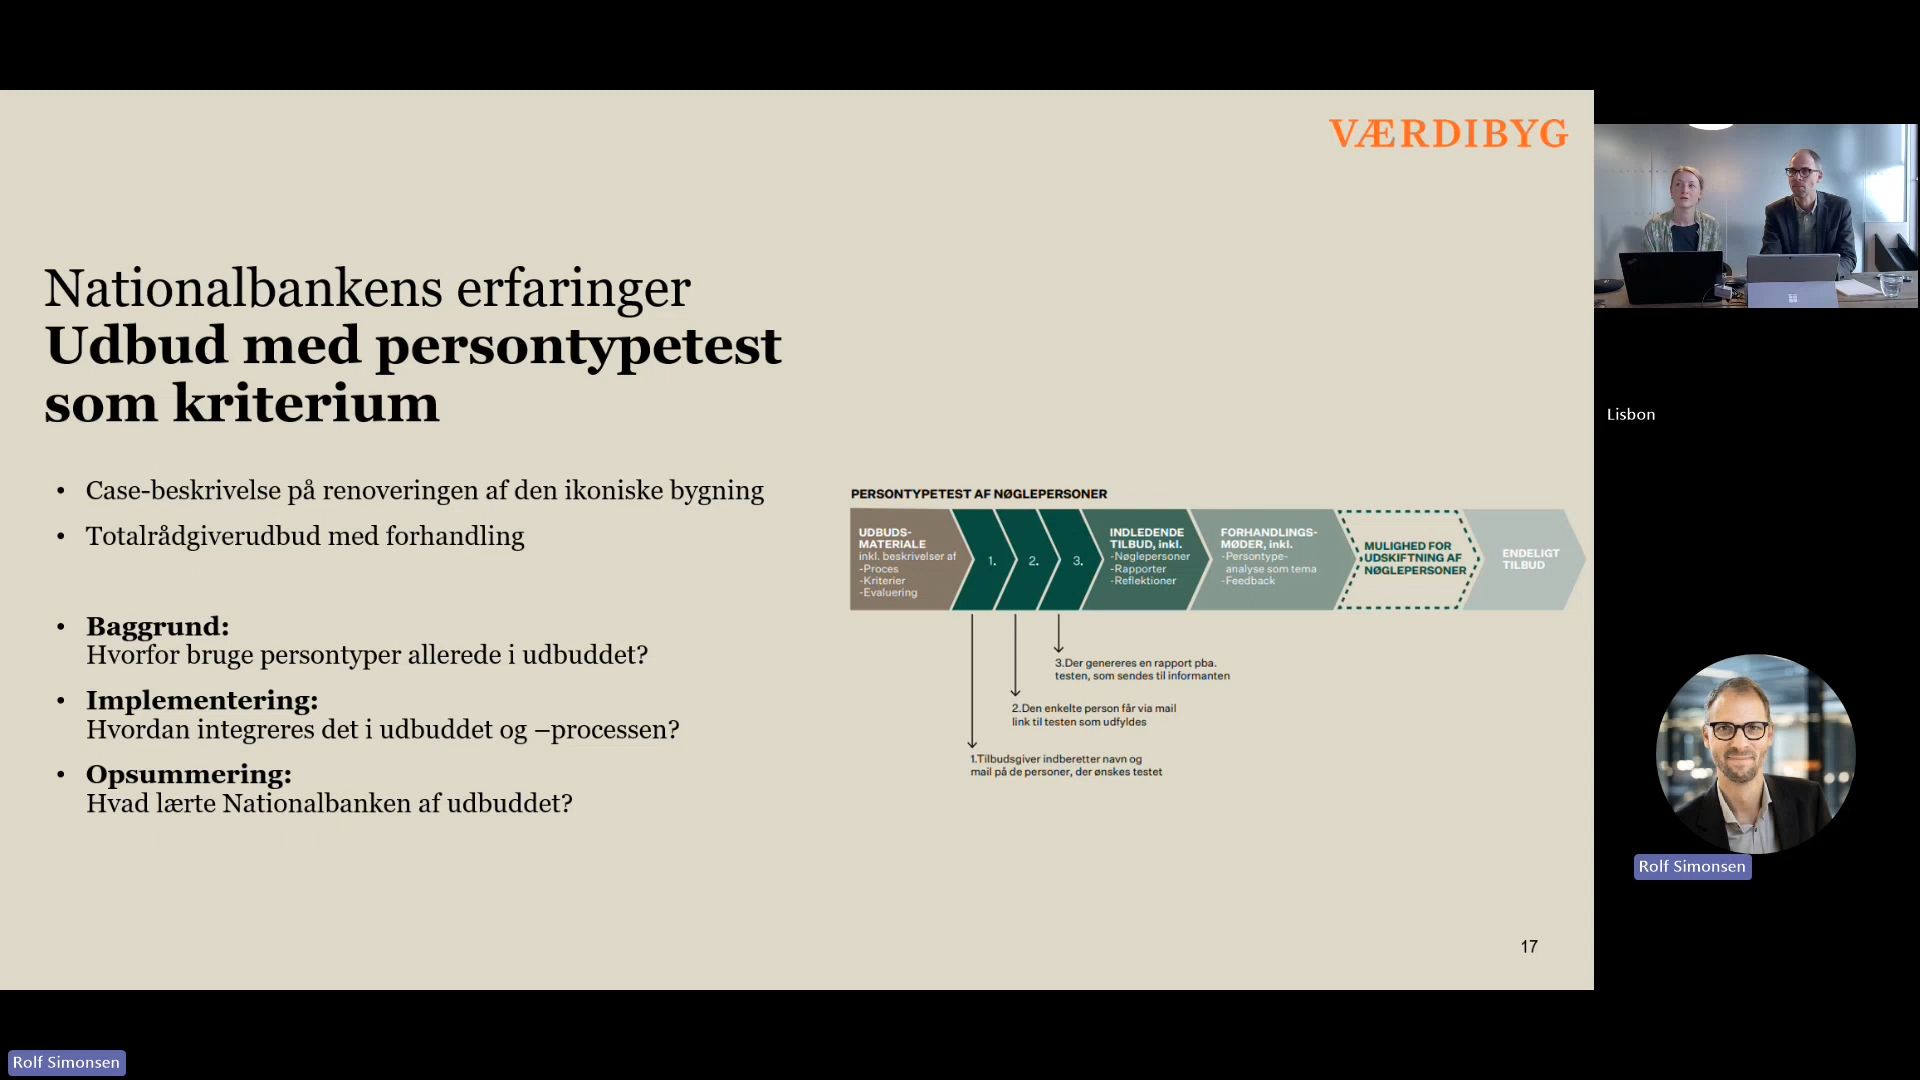 VÆRDIBYG
Nationalbankens erfaringer
Udbud med persontypetest
som kriterium
• Case-beskrivelse på renoveringen af den ikoniske bygning
• Totalrådgiverudbud med forhandling
• Baggrund:
Hvorfor bruge persontyper allerede i udbuddet?
• Implementering:
Hvordan integreres det i udbuddet og –processen?
• Opsummering:
Hvad lærte Nationalbanken af udbuddet?
PERSONTYPETEST AF NØGLEPERSONER
UDBUDS-
MATERIALE
inkl. beskrivelser af
-Proces
-Kriterier
-Evaluering
1.
2.
3.
INDLEDENDE
TILBUD, inkl.
-Nøglepersoner
-Rapporter
-Reflektioner
FORHANDLINGS-
MØDER, inkl.
-Persontype-
analyse som tema
-Feedback
MULIGHED FOR
UDSKIFTNING AF
NØGLEPERSONER
ENDELIGT
TILBUD
3.Der genereres en rapport pba.
testen, som sendes til informanten
2.Den enkelte person får via mail
link til testen som udfyldes
1.Tilbudsgiver indberetter navn og
mail på de personer, der ønskes testet
17
Lisbon
Rolf Simonsen
Rolf Simonsen